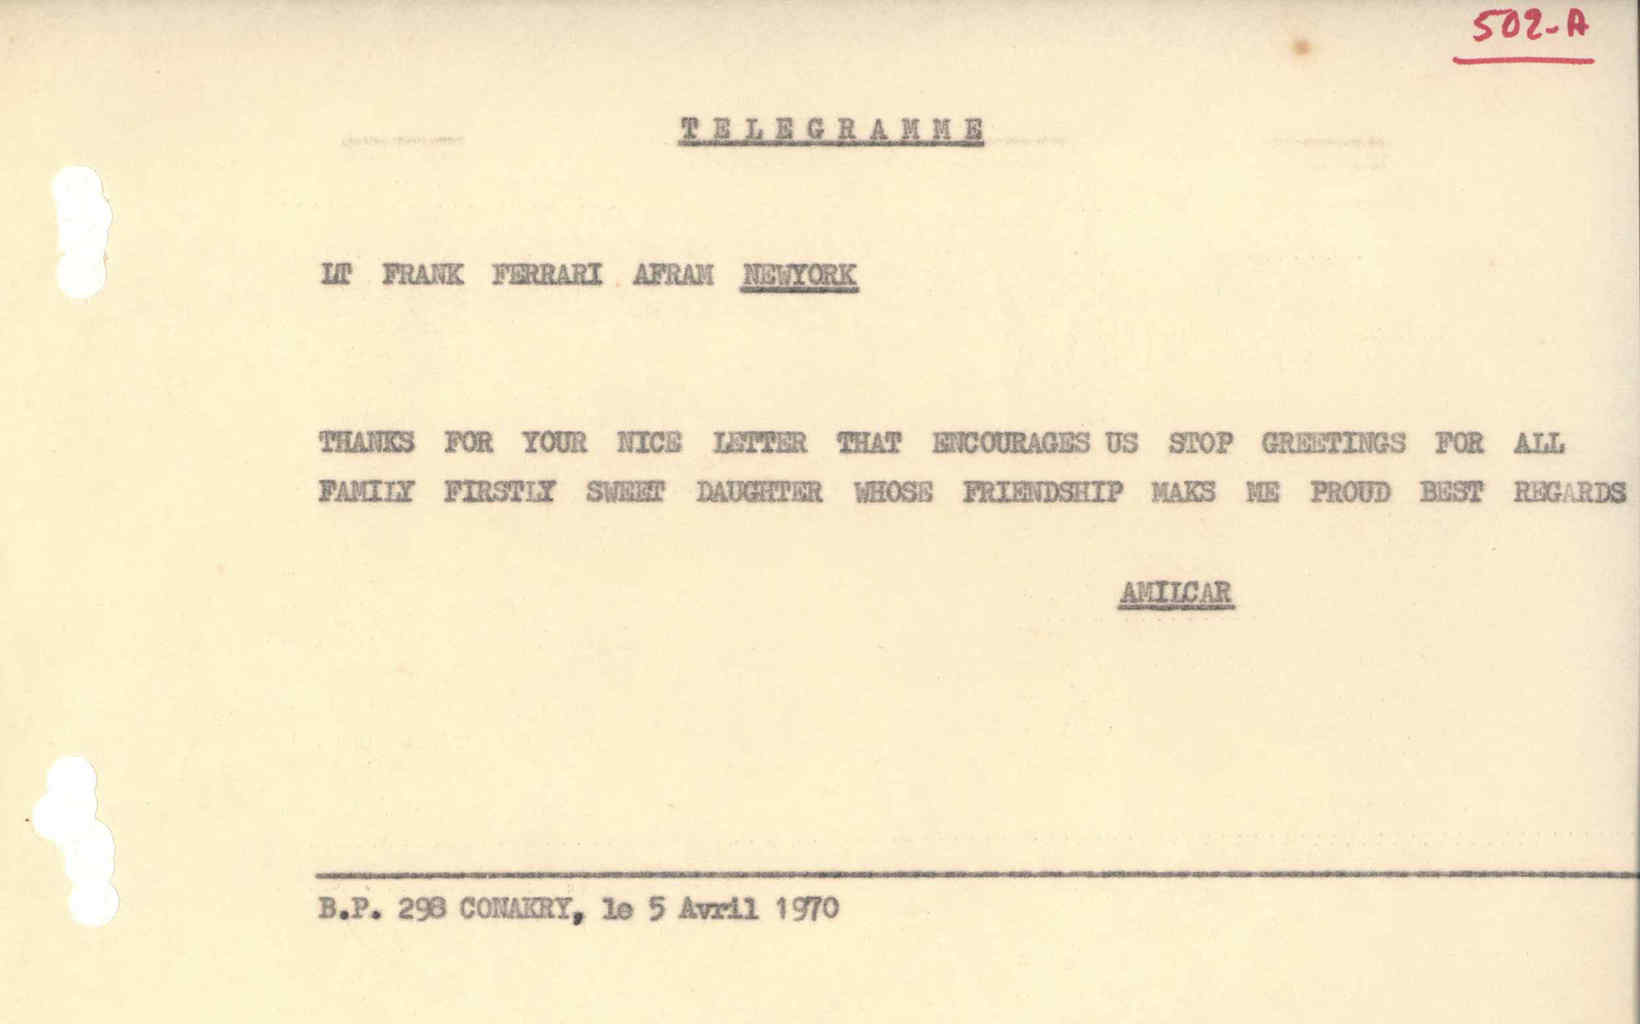 502-A
TELEGRAMME
LT FRANK FERRARI AFRAM NEWYORK
THANKS FOR YOUR NICE LETTER THAT ENCOURAGES US STOP GREETINGS FOR ALL
FAMILY FIRSTLY SWEET DAUGHTER WHOSE FRIENDSHIP MAKS ME PROUD BEST REGARDS
AMILCAR
B.P. 298 CONAKRY, le 5 Avril 1970